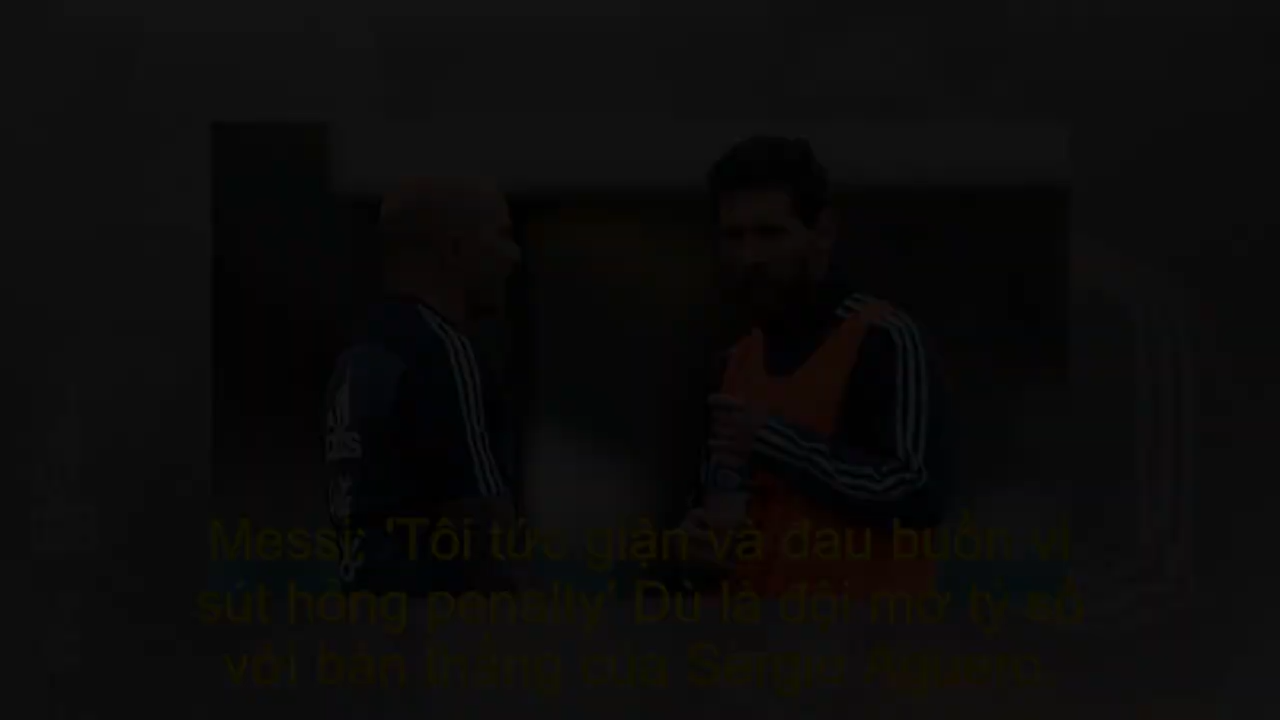 Messi: 'Tôi tức giận và đau buồn vì
sút hỏng penalty' Dù là đội mở tỷ số
với bàn thắng của Sergio Aguero,